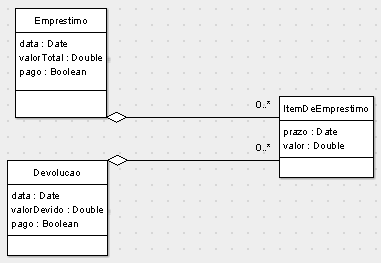 Emprestimo
data : Date
valorTotal : Double
pago : Boolean
0..*
ItemDeEmprestimo
prazo : Date
valor : Double
0..*
Devolucao
data : Date
valorDevido : Double
pago : Boolean